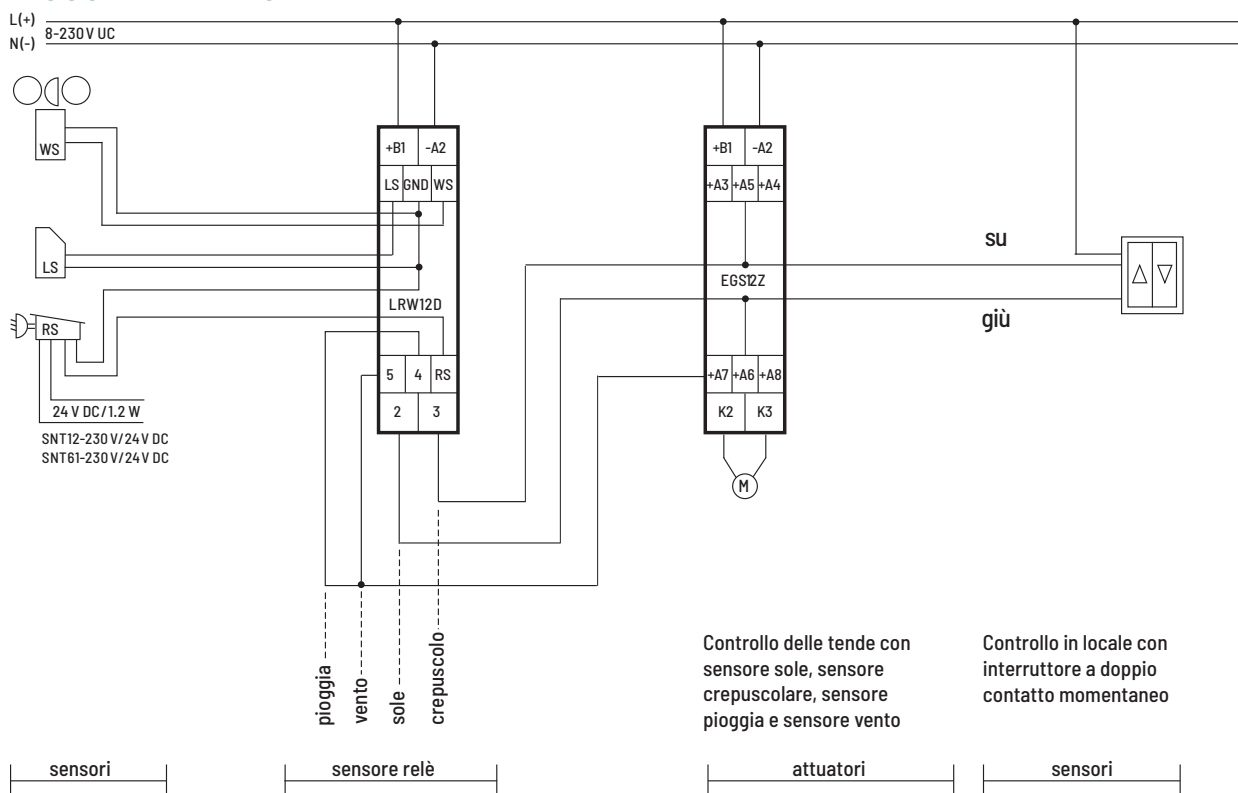 L(+)
8-230 V UC
N(-)
WS
+B1
-A2
LS
GND
WS
+B1
-A2
+A3
+A5
+A4
su
LS
EGS12Z
LRW12D
giù
RS
5
4
RS
+A7
+A6
+A8
2
3
K2
K3
24 V DC/1.2 W
SNT12-230 V/24 V DC
SNT61-230 V/24 V DC
M
pioggia
vento
sole
crepuscolo
Controllo delle tende con
sensore sole, sensore
crepuscolare, sensore
pioggia e sensore vento
Controllo in locale con
interruttore a doppio
contatto momentaneo
sensori
sensore relè
attuatori
sensori